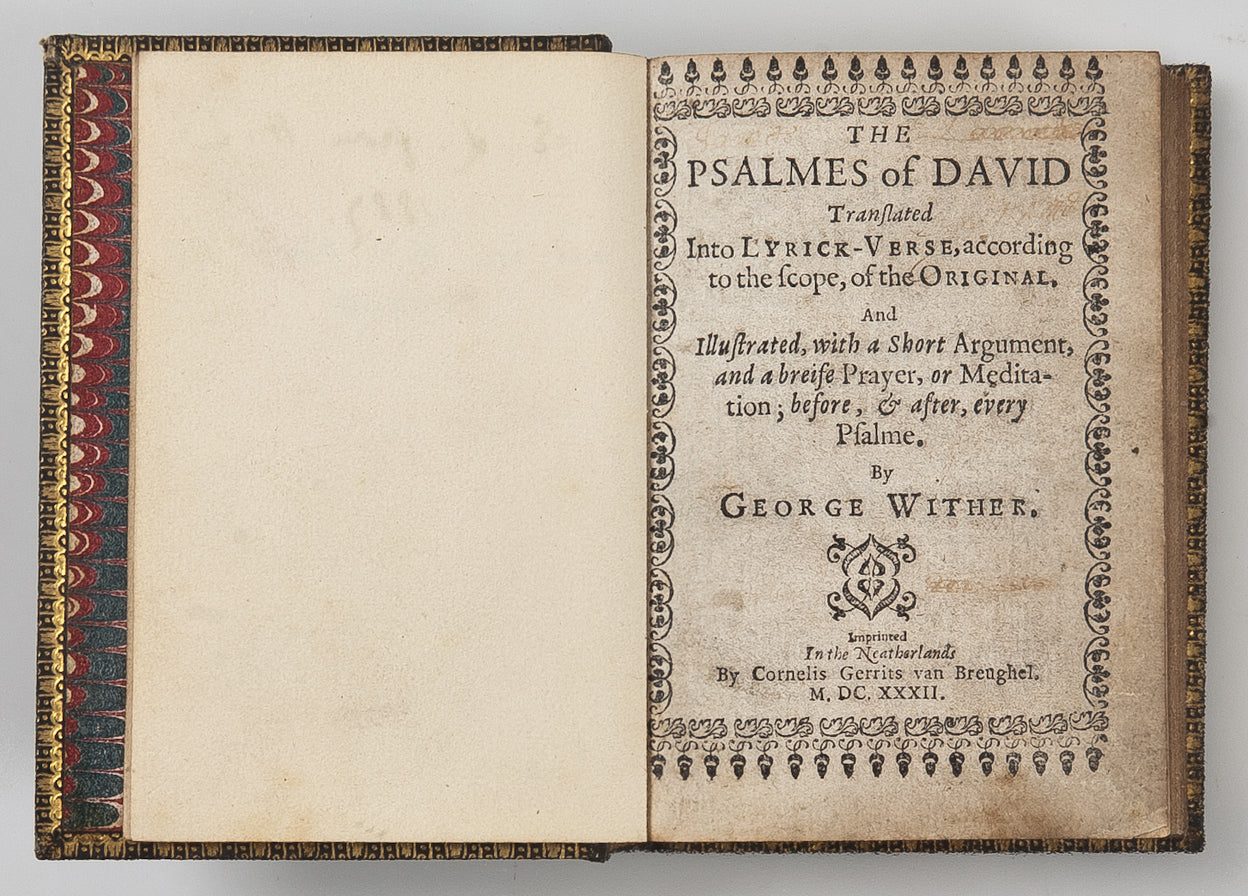 THE
PSALMES of DAVID
Tranſlated
Into LYRICK-VERSE, according
to the ſcope, of the ORIGINAL.
And
Illuſtrated, with a Short Argument,
and a breife Prayer, or Medita-
tion; before, & after, every
Pſalme.
By
GEORGE WITHER.
Imprinted
In the Neatherlands
By Cornelis Gerrits van Breughel.
M. DC. XXXII.